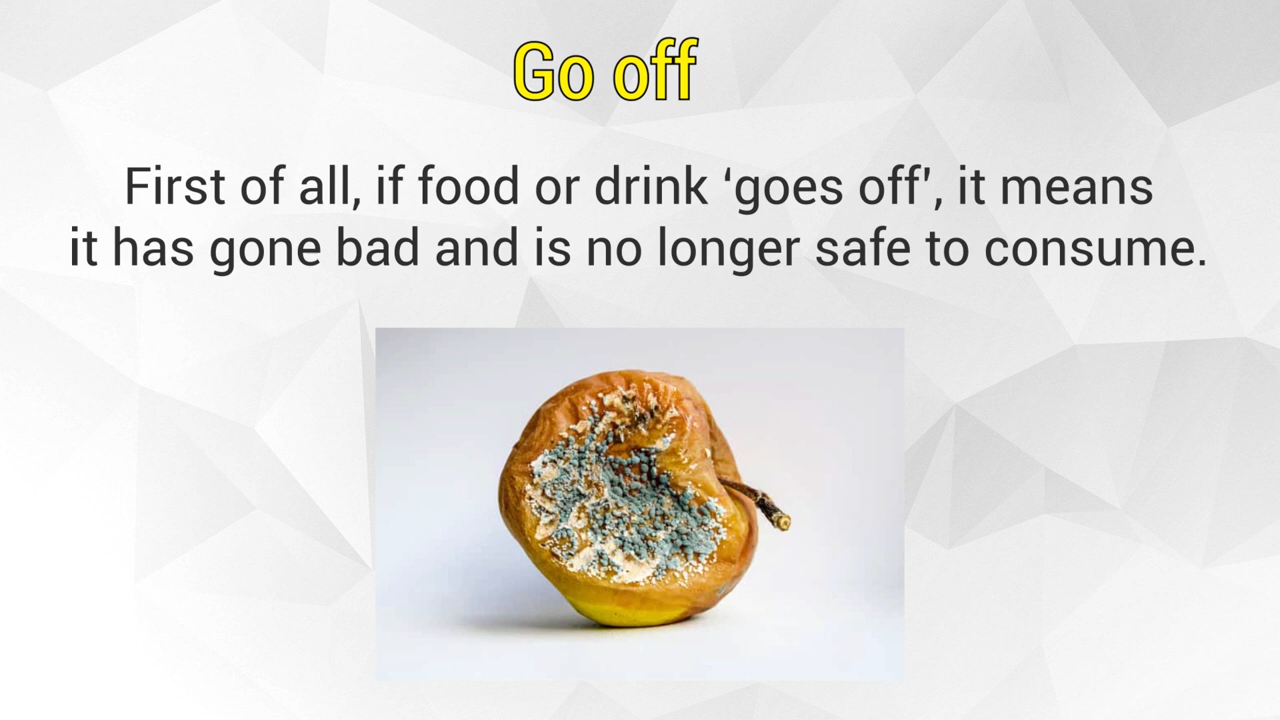 Go off
First of all, if food or drink ‘goes off', it means
it has gone bad and is no longer safe to consume.